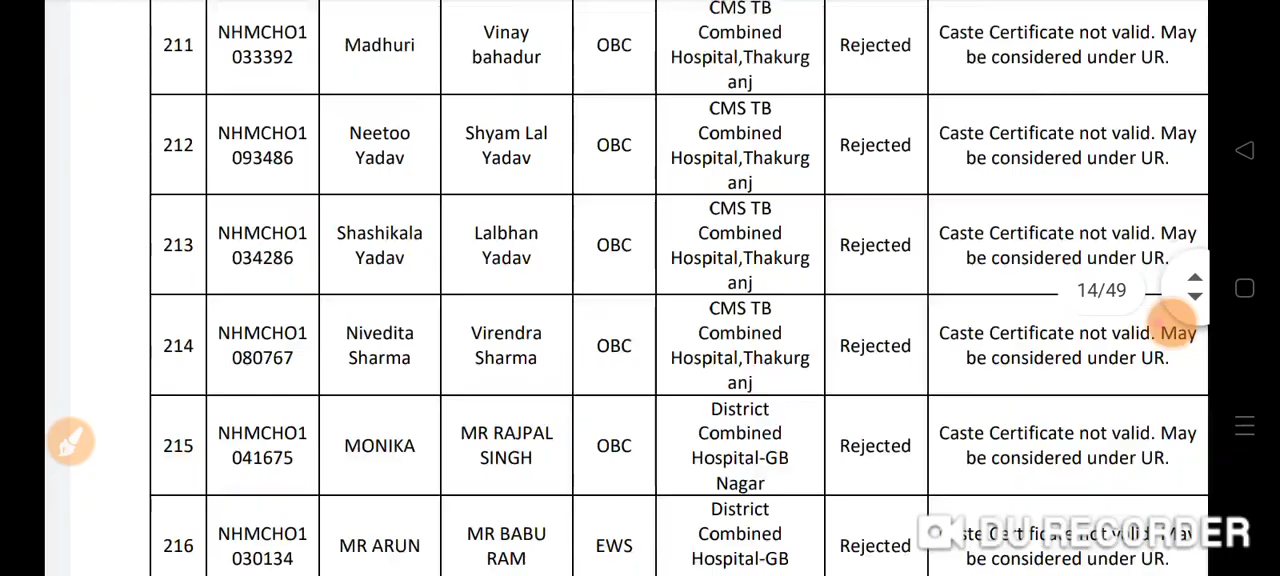 211 NHMCHO1 033392 Madhuri Vinay bahadur OBC CMS TB Combined Hospital,Thakurg anj Rejected Caste Certificate not valid. May be considered under UR.
212 NHMCHO1 093486 Neetoo Yadav Shyam Lal Yadav OBC CMS TB Combined Hospital,Thakurg anj Rejected Caste Certificate not valid. May be considered under UR.
213 NHMCHO1 034286 Shashikala Yadav Lalbhan Yadav OBC CMS TB Combined Hospital,Thakurg anj Rejected Caste Certificate not valid. May be considered under UR.
14/49
214 NHMCHO1 080767 Nivedita Sharma Virendra Sharma OBC CMS TB Combined Hospital,Thakurg anj Rejected Caste Certificate not valid. May be considered under UR.
215 NHMCHO1 041675 MONIKA MR RAJPAL SINGH OBC District Combined Hospital-GB Nagar Rejected Caste Certificate not valid. May be considered under UR.
216 NHMCHO1 030134 MR ARUN MR BABU RAM EWS District Combined Hospital-GB Rejected not valid. May be considered under UR.
DU RECORDER